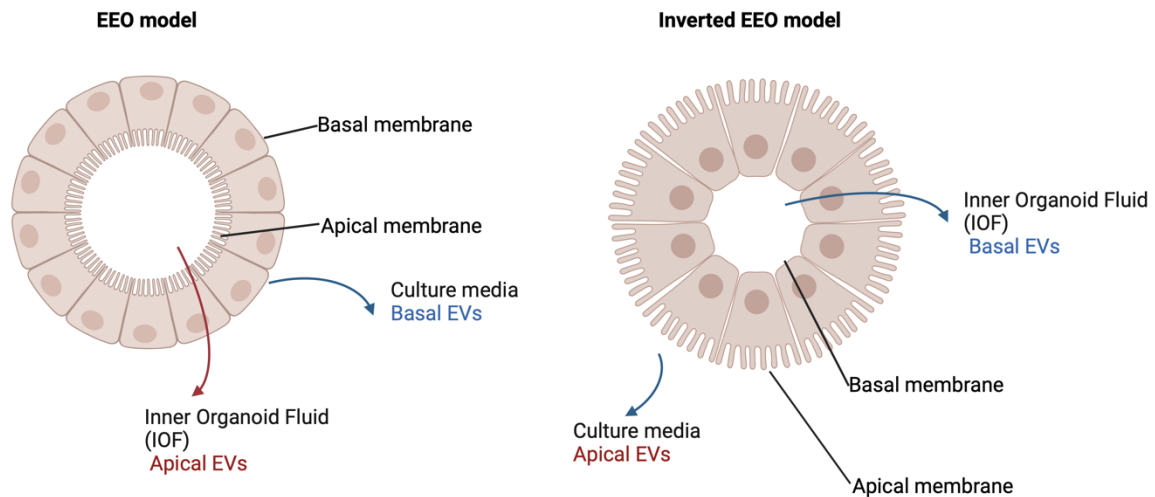 EEO model
Basal membrane
Apical membrane
Culture media
Basal EVs
Inner Organoid Fluid
(IOF)
Apical EVs
Inverted EEO model
Inner Organoid Fluid
(IOF)
Basal EVs
Basal membrane
Culture media
Apical EVs
Apical membrane